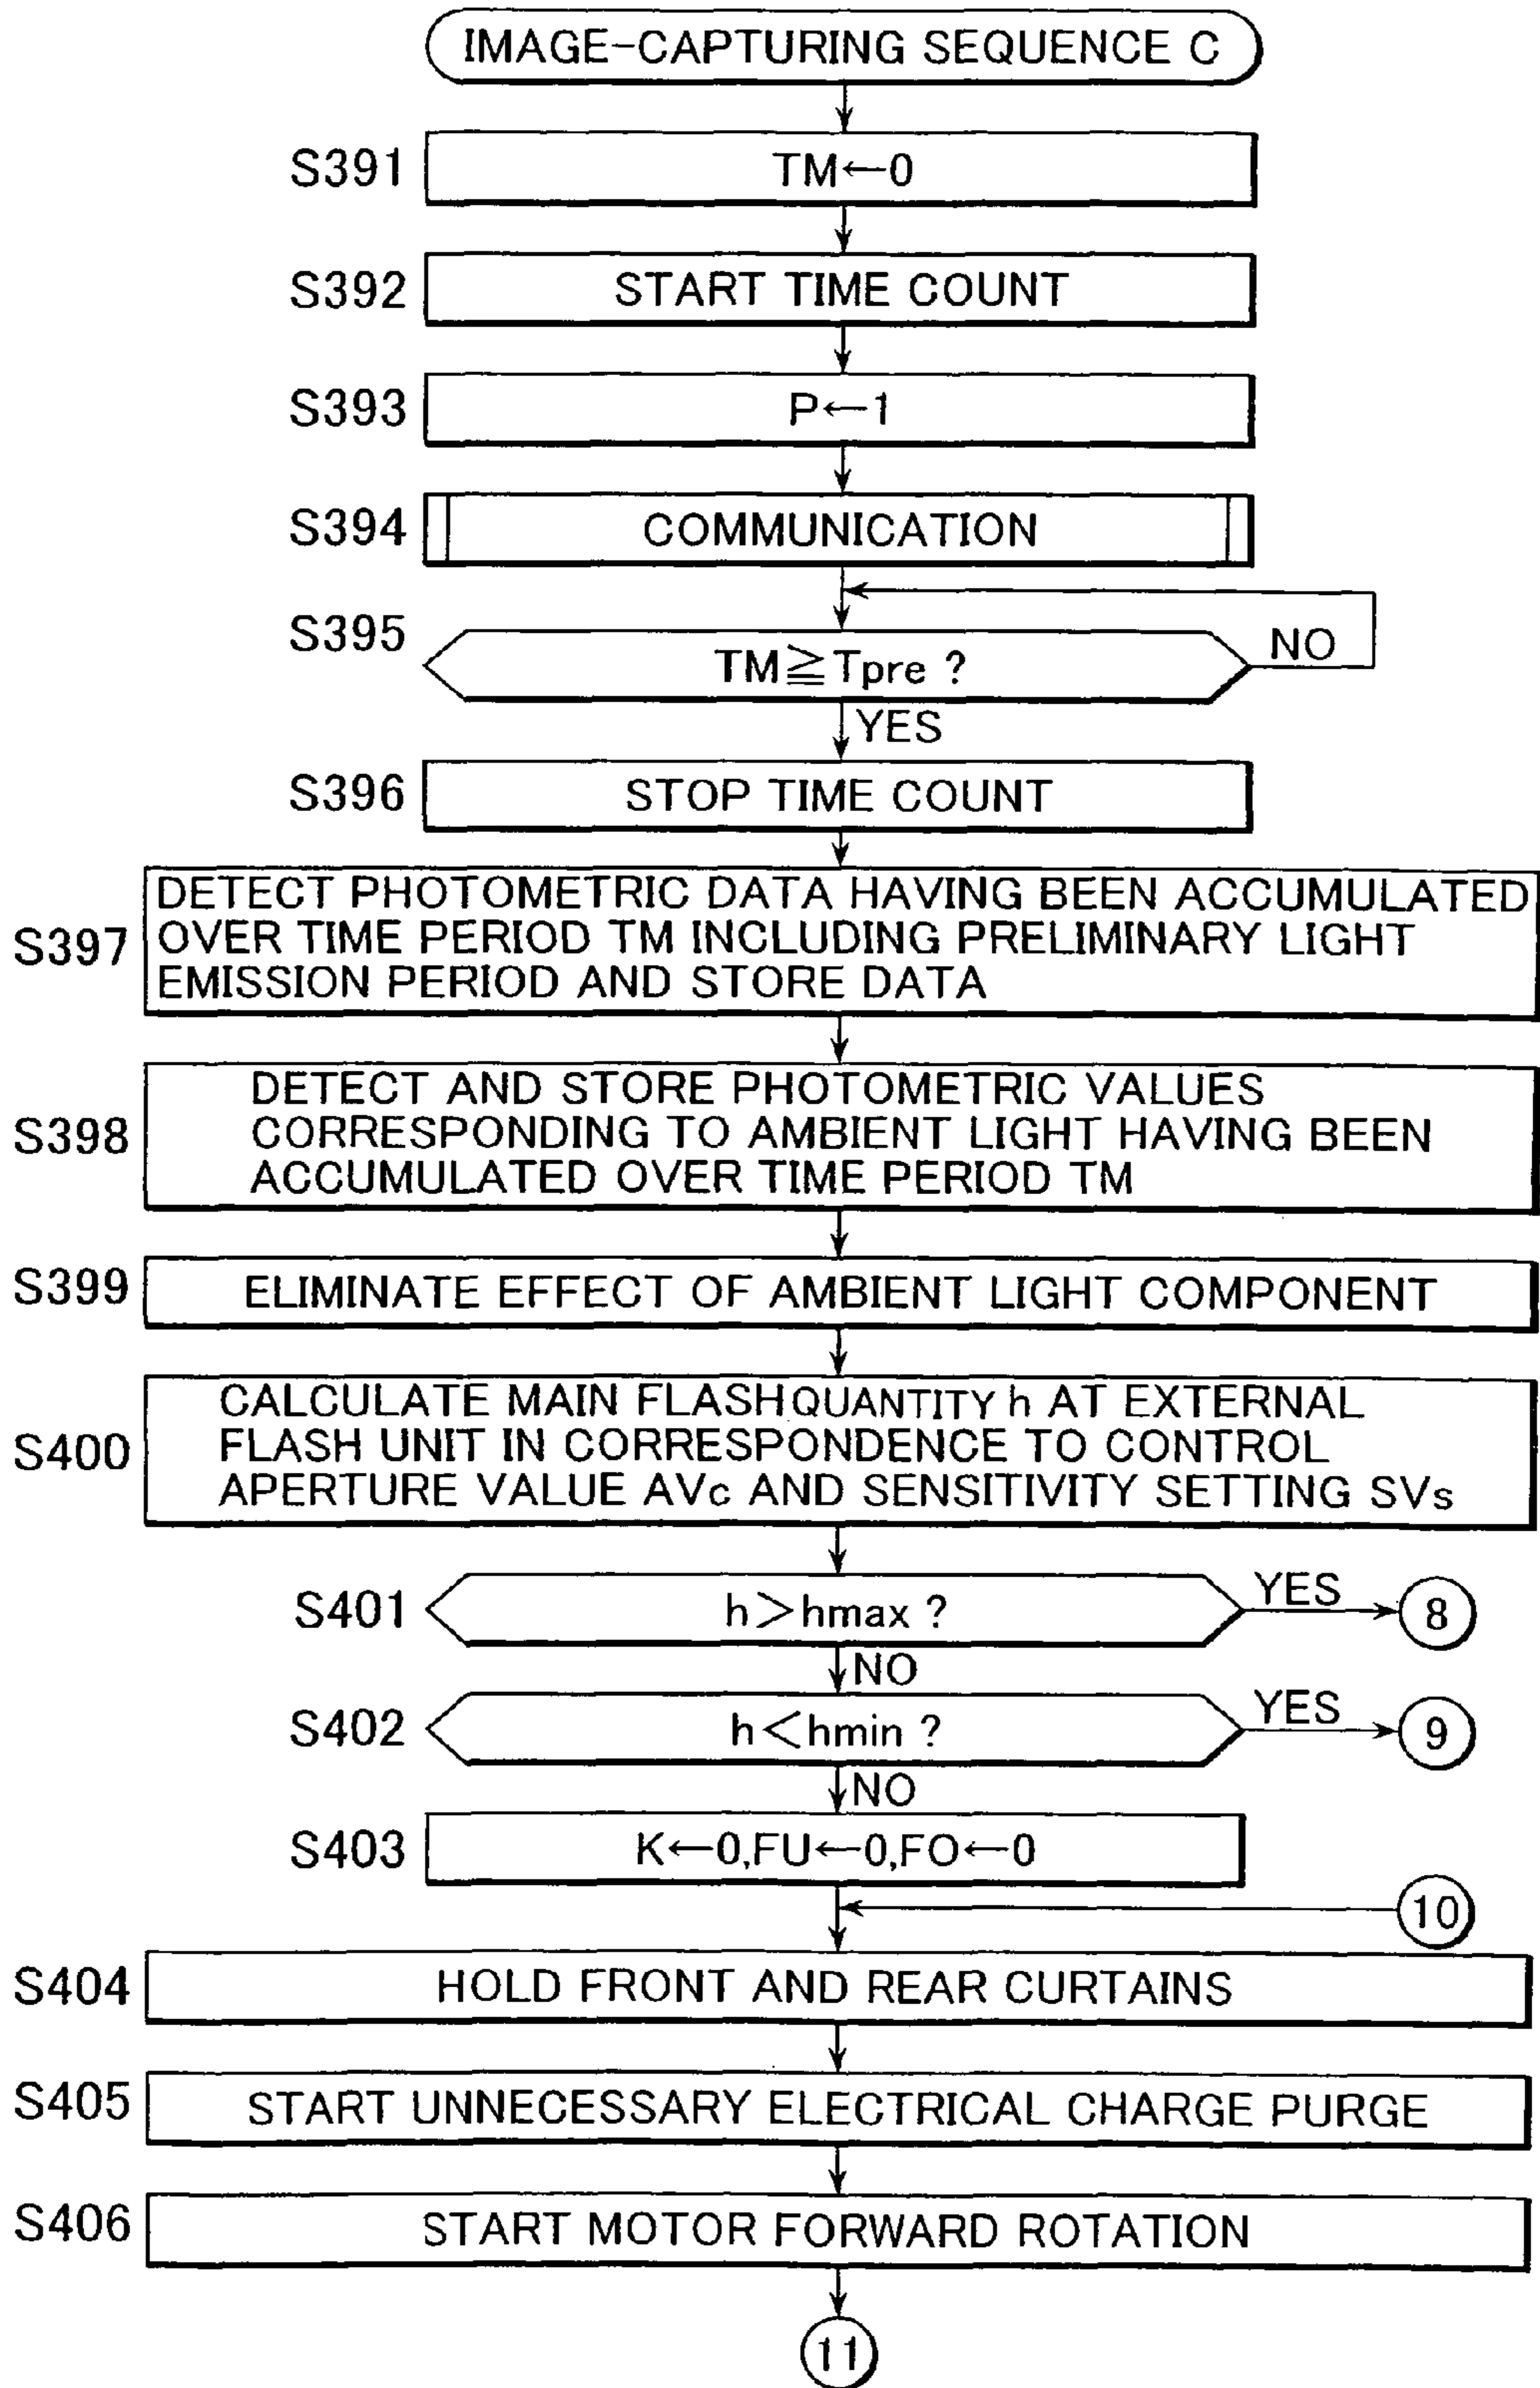 IMAGE-CAPTURING SEQUENCE C
S391
TM←0
S392
START TIME COUNT
S393
P←1
S394
COMMUNICATION
S395
TM≧Tpre ?
NO
YES
S396
STOP TIME COUNT
S397
DETECT PHOTOMETRIC DATA HAVING BEEN ACCUMULATED
OVER TIME PERIOD TM INCLUDING PRELIMINARY LIGHT
EMISSION PERIOD AND STORE DATA
S398
DETECT AND STORE PHOTOMETRIC VALUES
CORRESPONDING TO AMBIENT LIGHT HAVING BEEN
ACCUMULATED OVER TIME PERIOD TM
S399
ELIMINATE EFFECT OF AMBIENT LIGHT COMPONENT
S400
CALCULATE MAIN FLASH QUANTITY h AT EXTERNAL
FLASH UNIT IN CORRESPONDENCE TO CONTROL
APERTURE VALUE AVc AND SENSITIVITY SETTING SVs
S401
h>hmax ?
YES
8
NO
S402
h<hmin ?
YES
9
NO
S403
K←0,FU←0,FO←0
10
S404
HOLD FRONT AND REAR CURTAINS
S405
START UNNECESSARY ELECTRICAL CHARGE PURGE
S406
START MOTOR FORWARD ROTATION
11